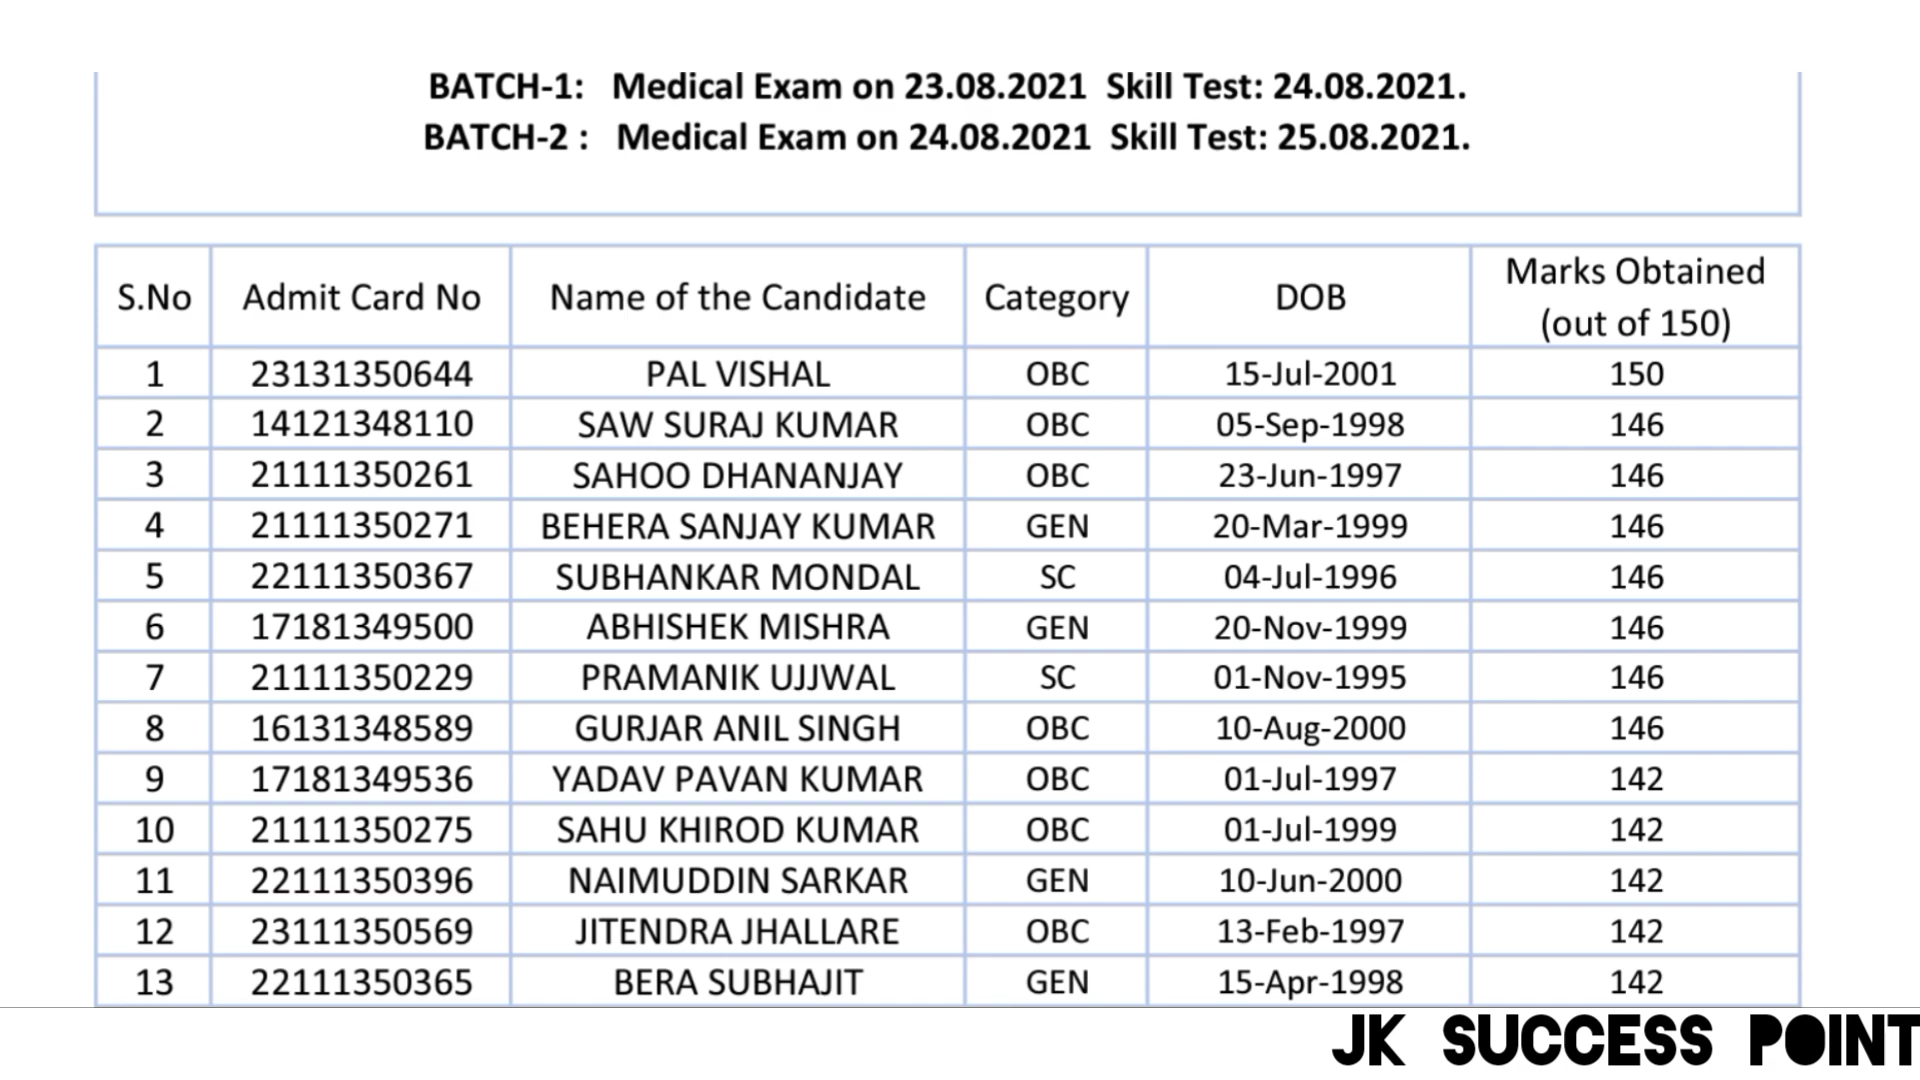 BATCH-1: Medical Exam on 23.08.2021 Skill Test: 24.08.2021.
BATCH-2 : Medical Exam on 24.08.2021 Skill Test: 25.08.2021.
S.No Admit Card No Name of the Candidate Category DOB Marks Obtained (out of 150)
1 23131350644 PAL VISHAL OBC 15-Jul-2001 150
2 14121348110 SAW SURAJ KUMAR OBC 05-Sep-1998 146
3 21111350261 SAHOO DHANANJAY OBC 23-Jun-1997 146
4 21111350271 BEHERA SANJAY KUMAR GEN 20-Mar-1999 146
5 22111350367 SUBHANKAR MONDAL SC 04-Jul-1996 146
6 17181349500 ABHISHEK MISHRA GEN 20-Nov-1999 146
7 21111350229 PRAMANIK UJJWAL SC 01-Nov-1995 146
8 16131348589 GURJAR ANIL SINGH OBC 10-Aug-2000 146
9 17181349536 YADAV PAVAN KUMAR OBC 01-Jul-1997 142
10 21111350275 SAHU KHIROD KUMAR OBC 01-Jul-1999 142
11 22111350396 NAIMUDDIN SARKAR GEN 10-Jun-2000 142
12 23111350569 JITENDRA JHALLARE OBC 13-Feb-1997 142
13 22111350365 BERA SUBHAJIT GEN 15-Apr-1998 142
JK SUCCESS POINT